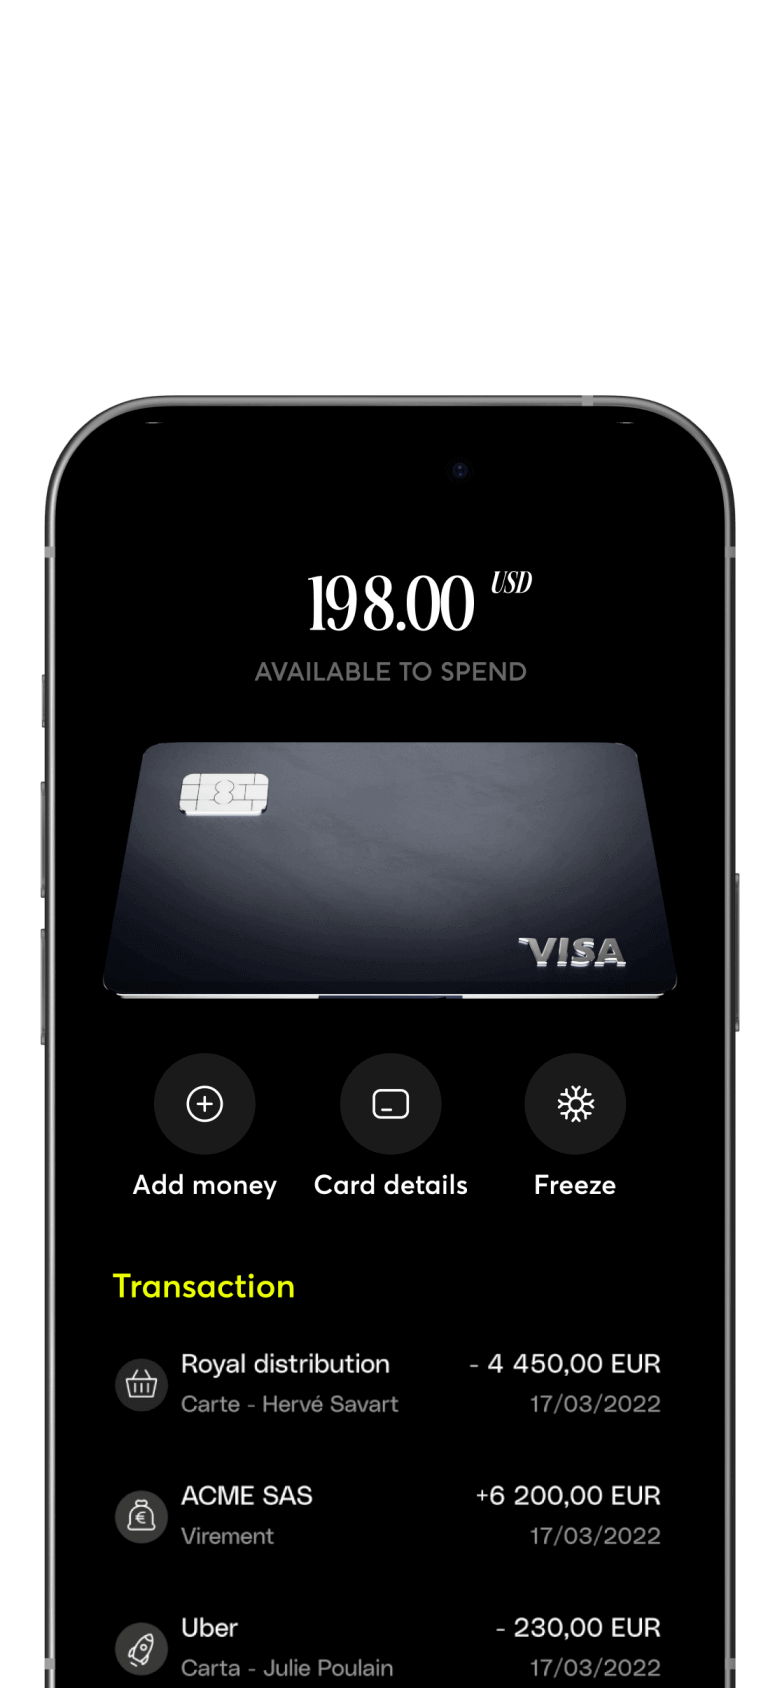 198.00 USD
AVAILABLE TO SPEND
VISA
Add money Card details Freeze
Transaction
Royal distribution - 4 450,00 EUR
Carte - Hervé Savart 17/03/2022
ACME SAS +6 200,00 EUR
Virement 17/03/2022
Uber - 230,00 EUR
Carta - Julie Poulain 17/03/2022